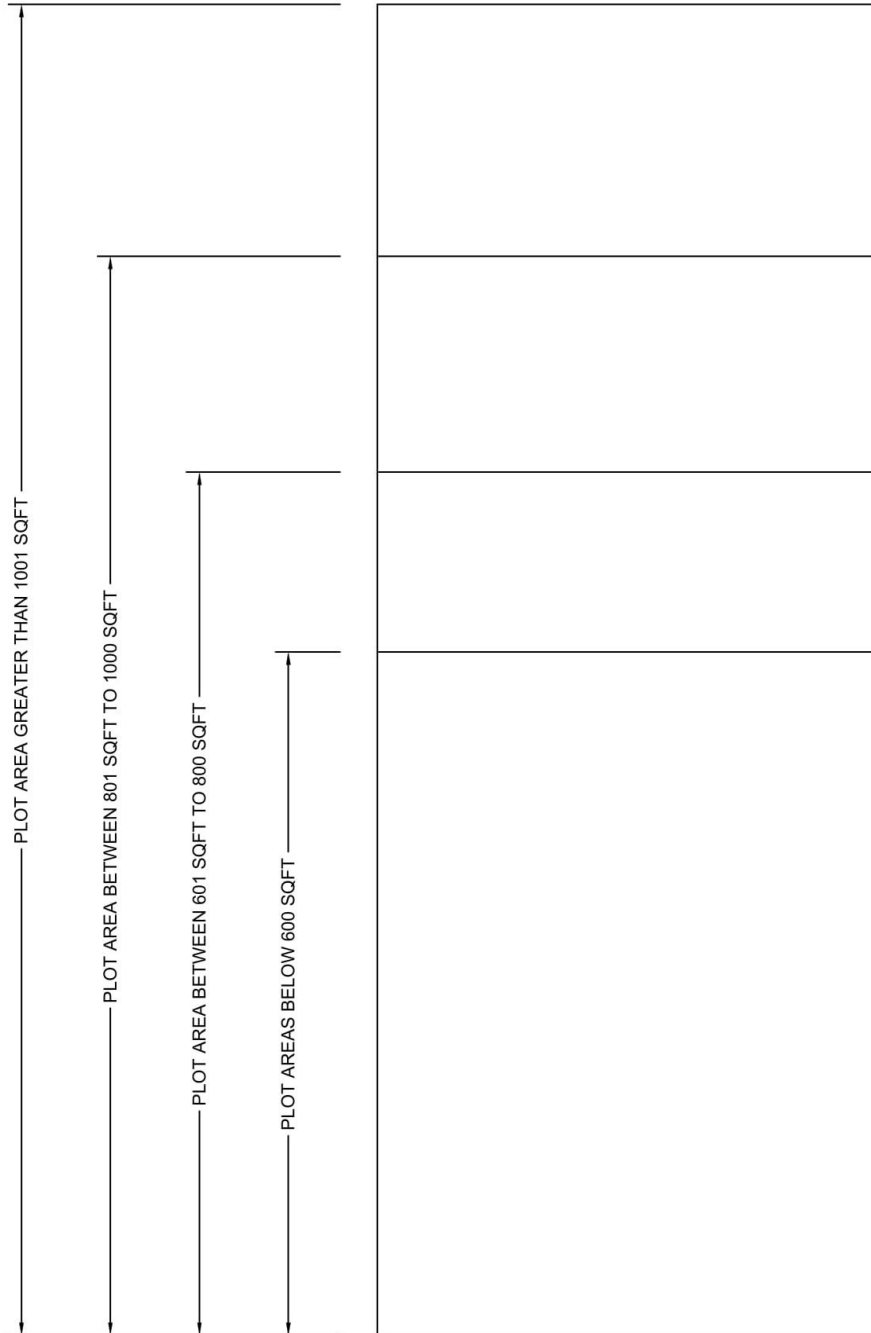 PLOT AREA GREATER THAN 1001 SQFT
PLOT AREA BETWEEN 801 SQFT TO 1000 SQFT
PLOT AREA BETWEEN 601 SQFT TO 800 SQFT
PLOT AREAS BELOW 600 SQFT